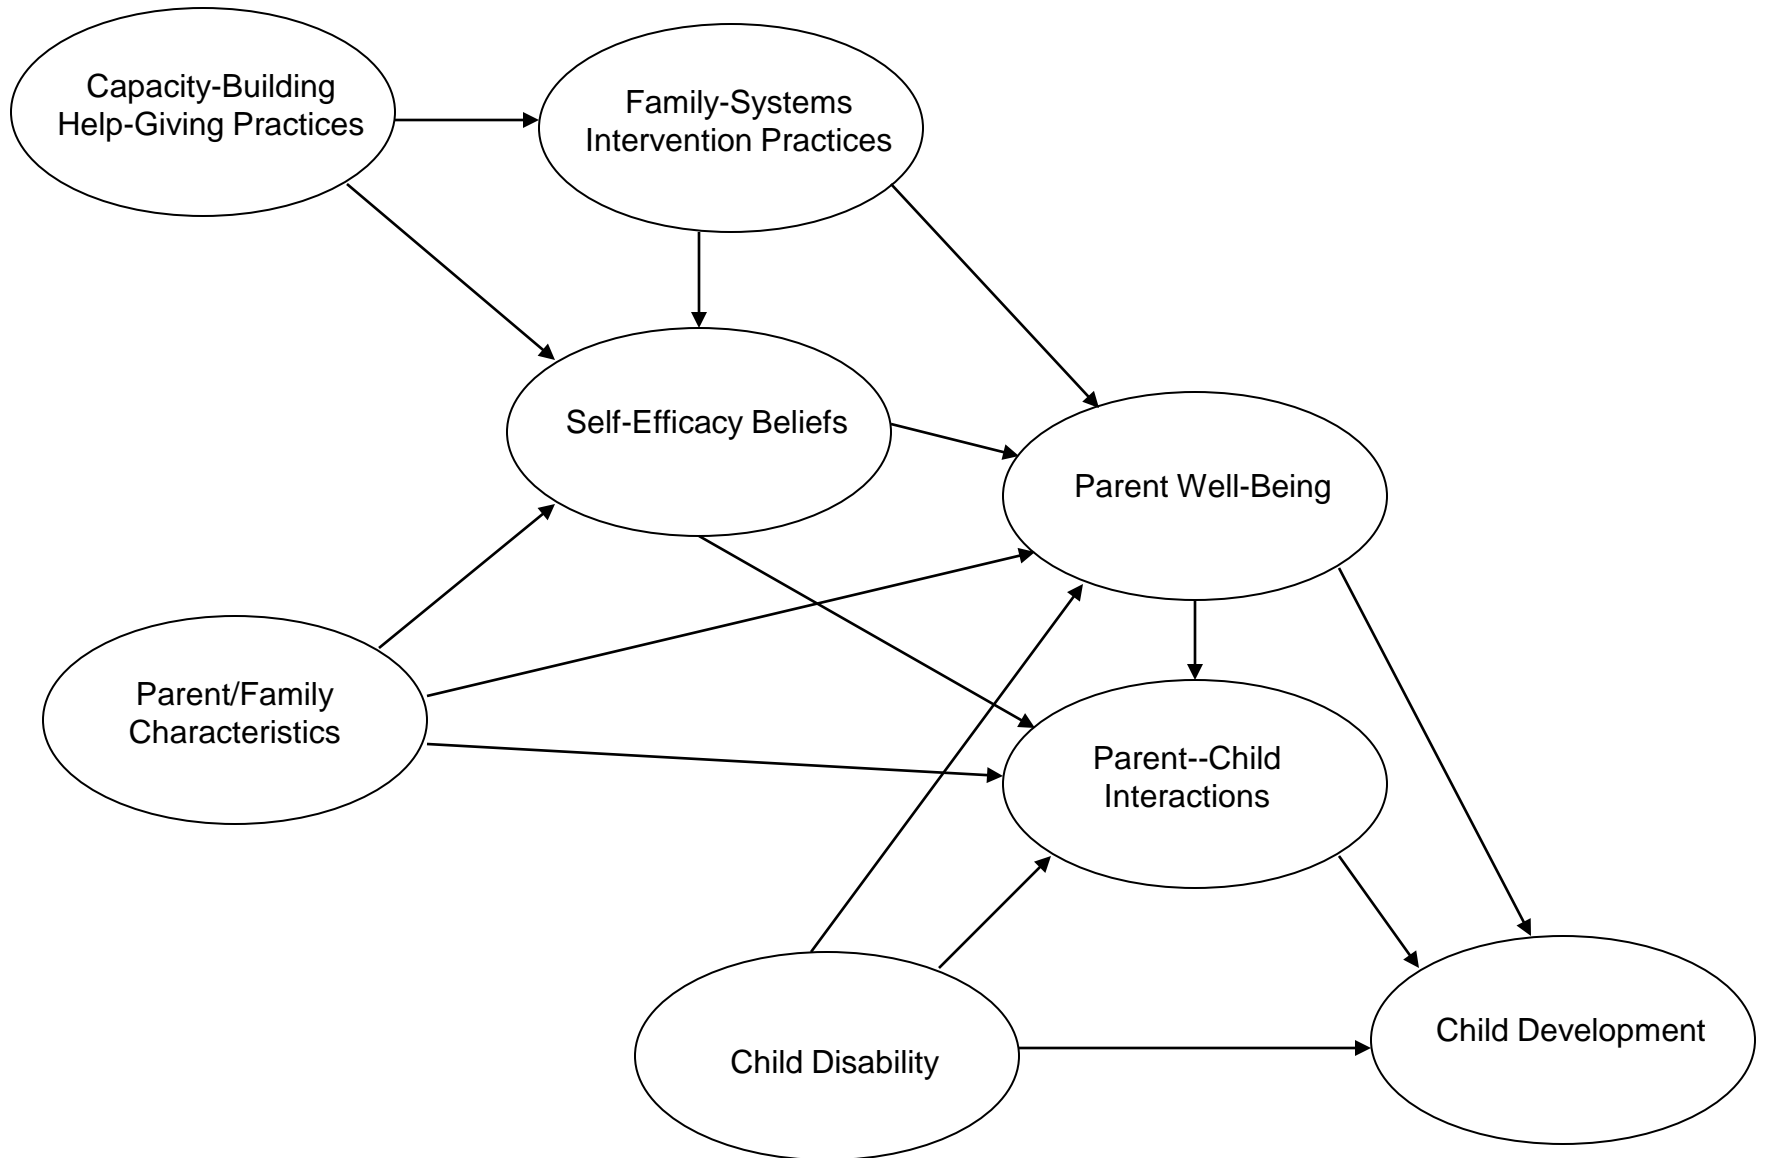 Capacity-Building
Help-Giving Practices
Family-Systems
Intervention Practices
Self-Efficacy Beliefs
Parent Well-Being
Parent/Family
Characteristics
Parent--Child
Interactions
Child Development
Child Disability